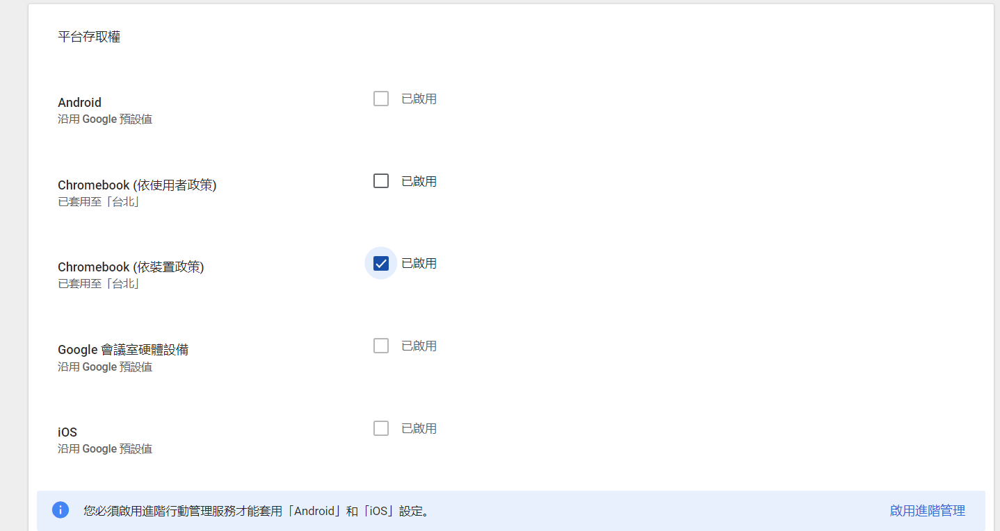 平台存取權
Android
已啟用
沿用 Google 預設值
Chromebook (依使用者政策)
已啟用
已套用至「台北」
Chromebook (依裝置政策)
已啟用
已套用至「台北」
Google 會議室硬體設備
已啟用
沿用 Google 預設值
iOS
已啟用
沿用 Google 預設值
您必須啟用進階行動管理服務才能套用「Android」和「iOS」設定。
啟用進階管理